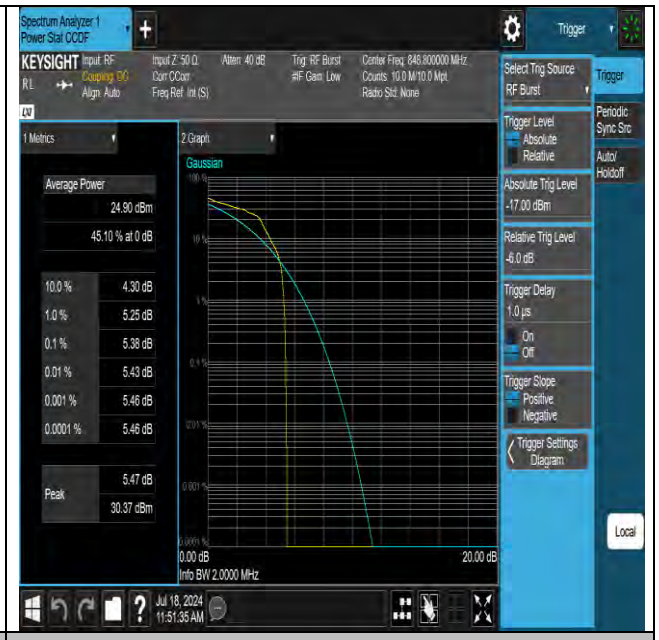 Spectrum Analyzer 1
Power Stat CCDF
+
Trigger
KEYSIGHT
RL
LXI
Input: RF
Coupling: DC
Align: Auto
Input Z: 50 Ω
Corr CCorr
Freq Ref: Int (S)
Atten: 40 dB
Trig: RF Burst
#IF Gain: Low
Center Freq: 848.800000 MHz
Counts: 10.0 M/10.0 Mpt
Radio Std: None
1 Metrics
Average Power
24.90 dBm
45.10 % at 0 dB
10.0 % 4.30 dB
1.0 % 5.25 dB
0.1 % 5.38 dB
0.01 % 5.43 dB
0.001 % 5.46 dB
0.0001 % 5.46 dB
Peak
5.47 dB
30.37 dBm
2 Graph
Gaussian
100 %
10 %
1 %
0.1 %
0.01 %
0.001 %
0.0001 %
0.00 dB
20.00 dB
Info BW 2.0000 MHz
Select Trig Source
RF Burst
Trigger Level
Absolute
Relative
Absolute Trig Level
-17.00 dBm
Relative Trig Level
-6.0 dB
Trigger Delay
1.0 µs
On
Off
Trigger Slope
Positive
Negative
Trigger Settings
Diagram
Trigger
Periodic
Sync Src
Auto/
Holdoff
Local
?
Jul 18, 2024
11:51:35 AM